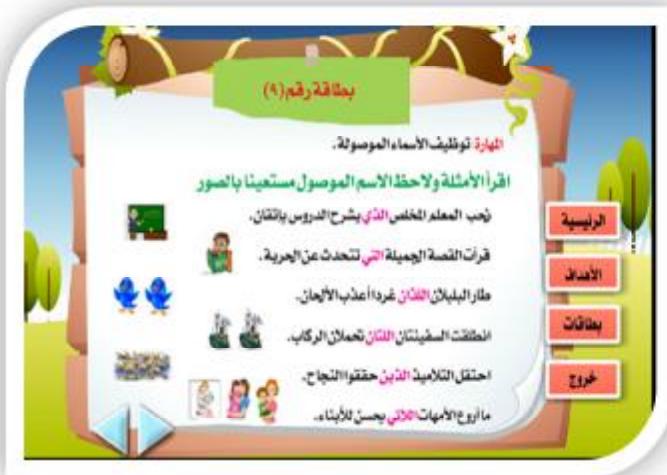 بطاقة رقم (٩)
المهارة: توظيف الأسماء الموصولة.
اقرأ الأمثلة ولاحظ الاسم الموصول مستعينا بالصور
نحب المعلم المخلص الذي يشرح الدروس بإتقان.
قرأت القصة الجميلة التي تتحدث عن الحرية.
طار البلبلان اللذان غردا أعذب الألحان.
انطلقت السفينتان اللتان تحملان الركاب.
احتفل التلاميذ الذين حققوا النجاح.
ما أروع الأمهات اللائي يحسن للأبناء.
الرئيسية
الأهداف
بطاقات
خروج